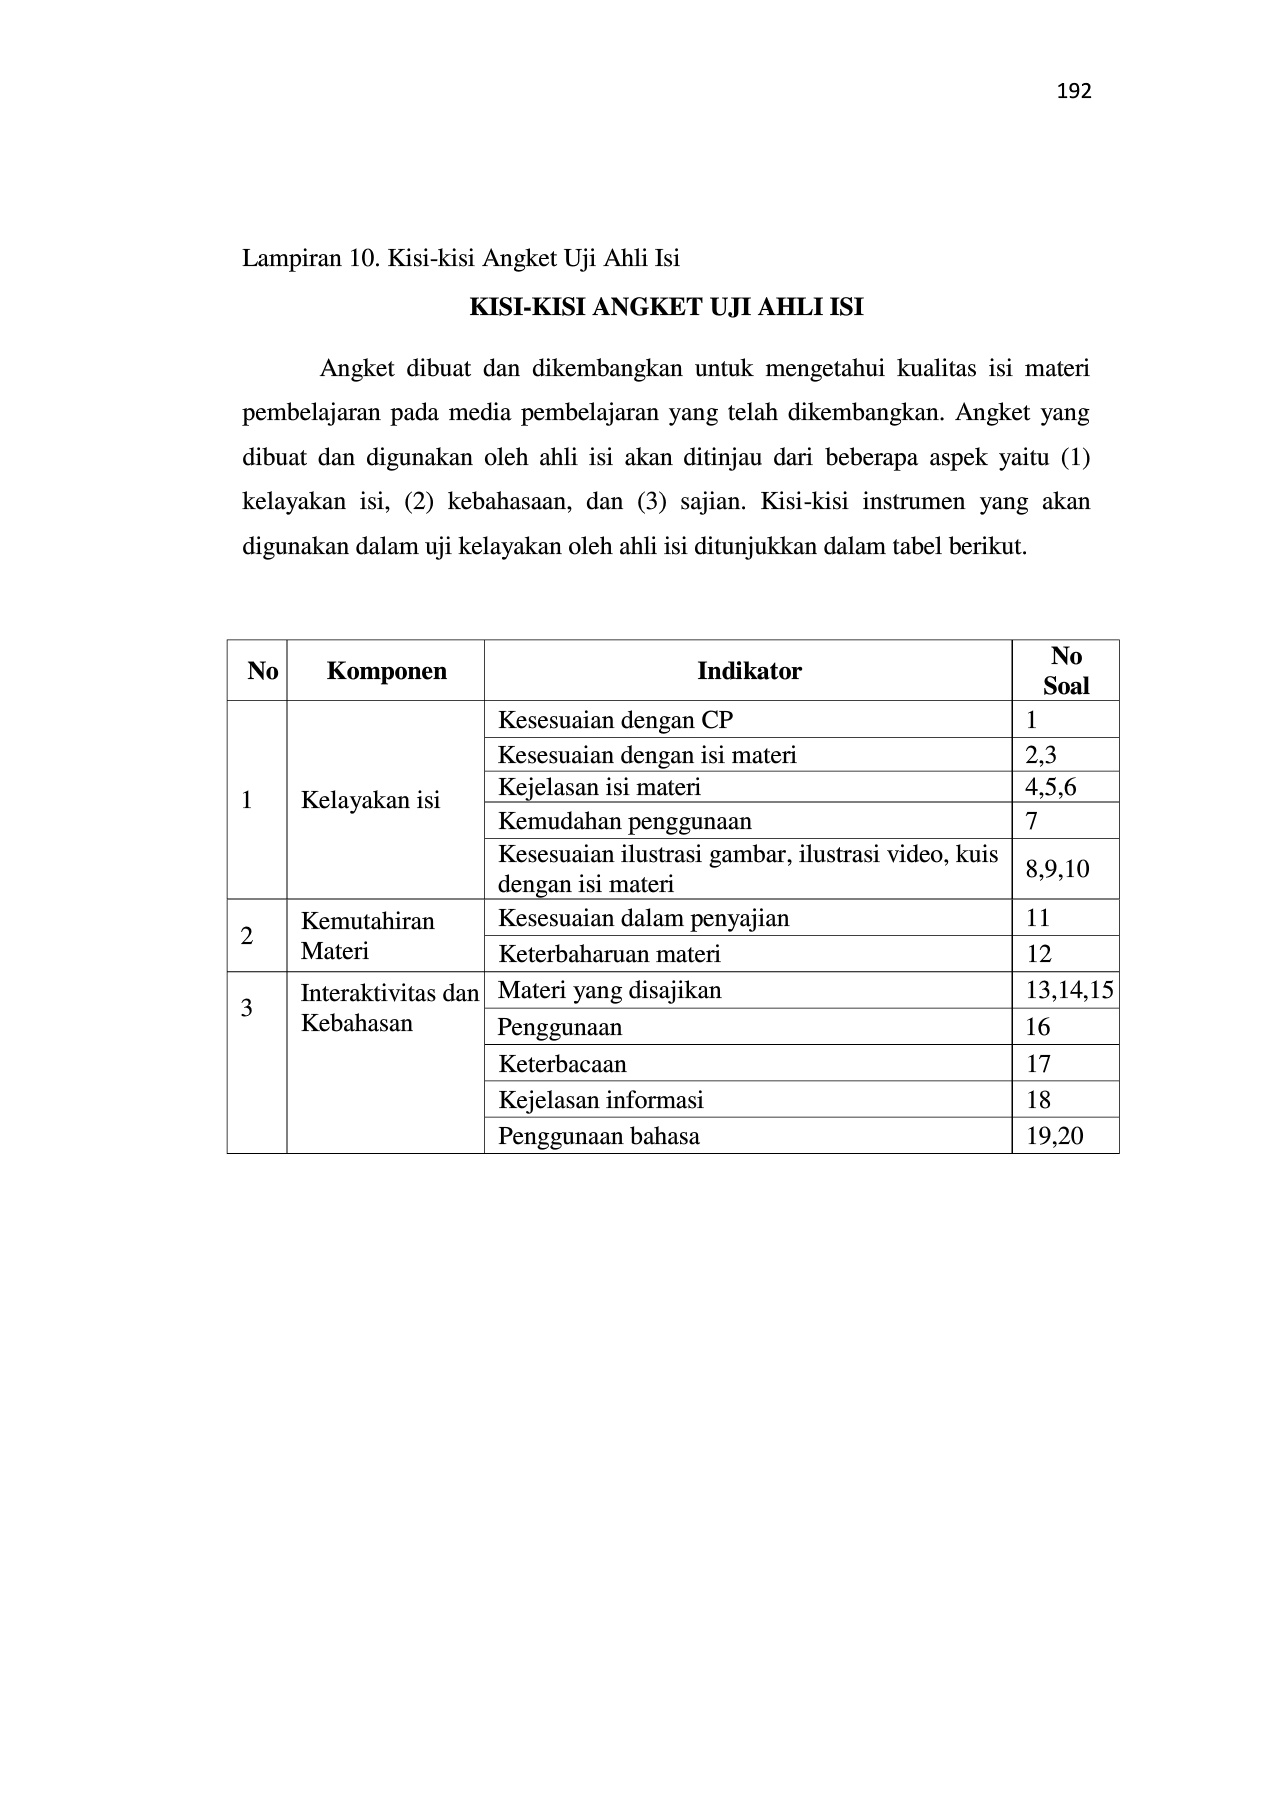 192
Lampiran 10. Kisi-kisi Angket Uji Ahli Isi
KISI-KISI ANGKET UJI AHLI ISI
Angket dibuat dan dikembangkan untuk mengetahui kualitas isi materi
pembelajaran pada media pembelajaran yang telah dikembangkan. Angket yang
dibuat dan digunakan oleh ahli isi akan ditinjau dari beberapa aspek yaitu (1)
kelayakan isi, (2) kebahasaan, dan (3) sajian. Kisi-kisi instrumen yang akan
digunakan dalam uji kelayakan oleh ahli isi ditunjukkan dalam tabel berikut.
No Komponen Indikator No Soal
1 Kelayakan isi
Kesesuaian dengan CP 1
Kesesuaian dengan isi materi 2,3
Kejelasan isi materi 4,5,6
Kemudahan penggunaan 7
Kesesuaian ilustrasi gambar, ilustrasi video, kuis
dengan isi materi 8,9,10
2 Kemutahiran
Materi
Kesesuaian dalam penyajian 11
Keterbaharuan materi 12
3 Interaktivitas dan
Kebahasan
Materi yang disajikan 13,14,15
Penggunaan 16
Keterbacaan 17
Kejelasan informasi 18
Penggunaan bahasa 19,20